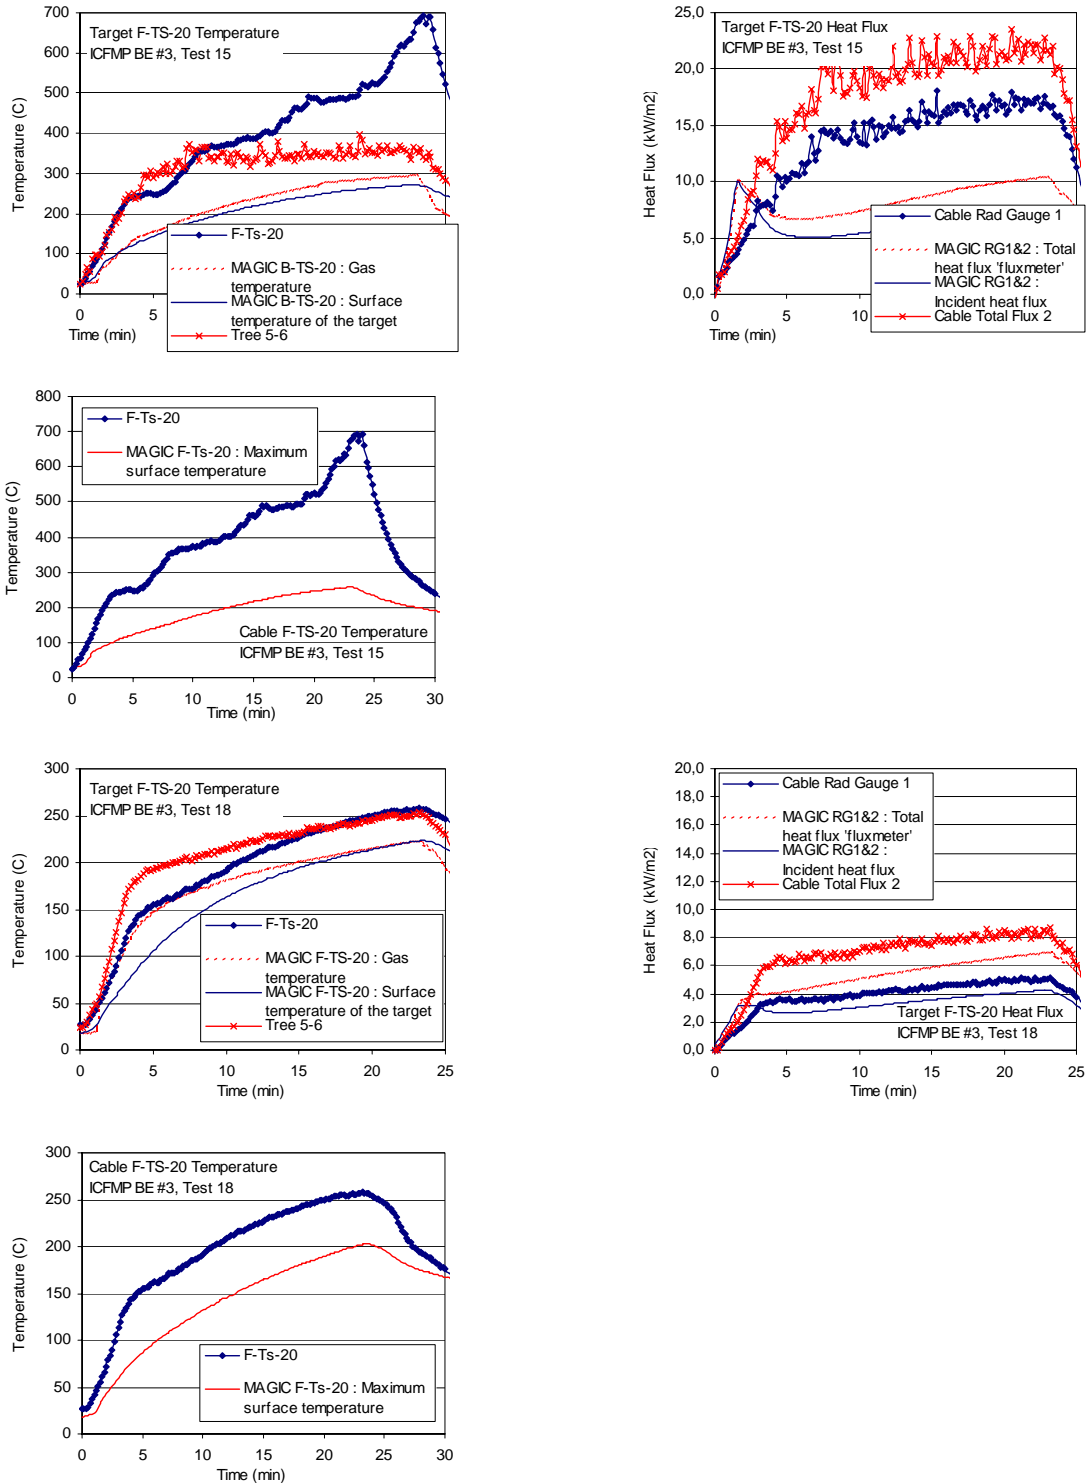 Target F-TS-20 Temperature
ICFMP BE #3, Test 15
Temperature (C)
700
600
500
400
300
200
100
0
0
5
Time (min)
F-Ts-20
MAGIC B-TS-20 : Gas
temperature
MAGIC B-TS-20 : Surface
temperature of the target
Tree 5-6
Target F-TS-20 Heat Flux
ICFMP BE #3, Test 15
Heat Flux (kW/m2)
25,0
20,0
15,0
10,0
5,0
0,0
0
5
10
Time (min)
Cable Rad Gauge 1
MAGIC RG1&2 : Total
heat flux 'fluxmeter'
MAGIC RG1&2 :
Incident heat flux
Cable Total Flux 2
800
700
600
500
400
300
200
100
0
Temperature (C)
F-Ts-20
MAGIC F-Ts-20 : Maximum
surface temperature
Cable F-TS-20 Temperature
ICFMP BE #3, Test 15
0 5 10 15 20 25 30
Time (min)
Target F-TS-20 Temperature
ICFMP BE #3, Test 18
Temperature (C)
300
250
200
150
100
50
0
F-Ts-20
MAGIC F-TS-20 : Gas
temperature
MAGIC F-TS-20 : Surface
temperature of the target
Tree 5-6
0 5 10 15 20 25
Time (min)
20,0
18,0
16,0
14,0
12,0
10,0
8,0
6,0
4,0
2,0
0,0
Heat Flux (kW/m2)
Cable Rad Gauge 1
MAGIC RG1&2 : Total
heat flux 'fluxmeter'
MAGIC RG1&2 :
Incident heat flux
Cable Total Flux 2
Target F-TS-20 Heat Flux
ICFMP BE #3, Test 18
0 5 10 15 20 25
Time (min)
Cable F-TS-20 Temperature
ICFMP BE #3, Test 18
Temperature (C)
300
250
200
150
100
50
0
F-Ts-20
MAGIC F-Ts-20 : Maximum
surface temperature
0 5 10 15 20 25 30
Time (min)